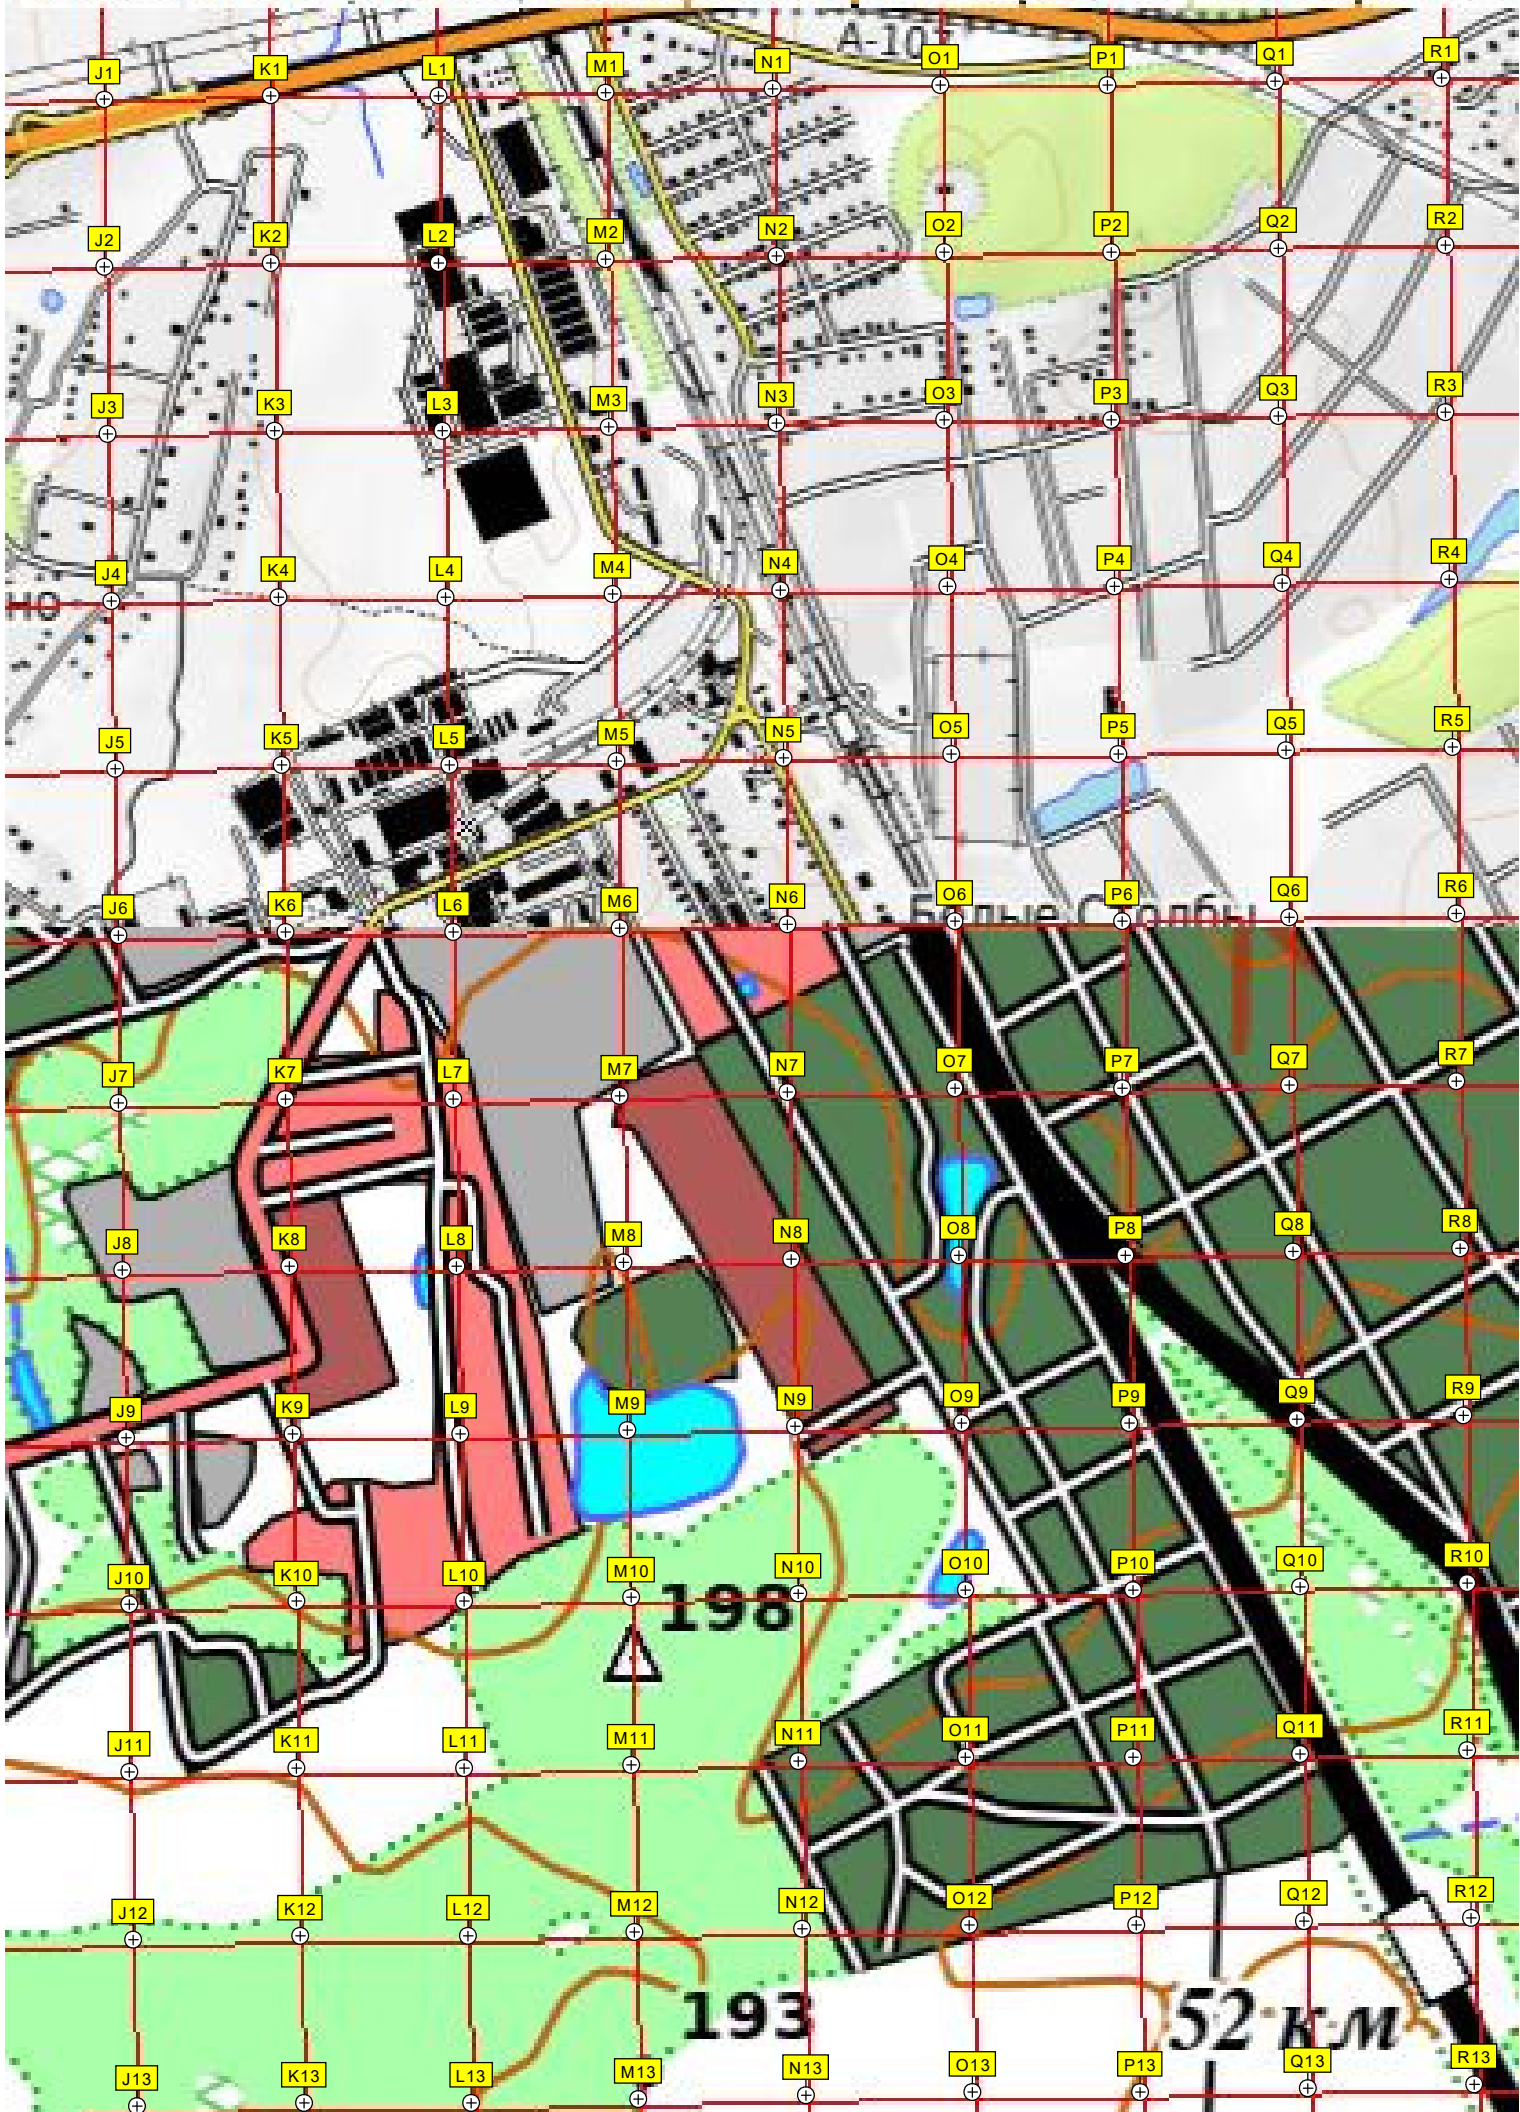 А-107
J1 K1 L1 M1 N1 O1 P1 Q1 R1
J2 K2 L2 M2 N2 O2 P2 Q2 R2
J3 K3 L3 M3 N3 O3 P3 Q3 R3
J4 K4 L4 M4 N4 O4 P4 Q4 R4
но
J5 K5 L5 M5 N5 O5 P5 Q5 R5
J6 K6 L6 M6 N6 O6 P6 Q6 R6
Белые Столбы
J7 K7 L7 M7 N7 O7 P7 Q7 R7
J8 K8 L8 M8 N8 O8 P8 Q8 R8
J9 K9 L9 M9 N9 O9 P9 Q9 R9
J10 K10 L10 M10 N10 O10 P10 Q10 R10
198
J11 K11 L11 M11 N11 O11 P11 Q11 R11
J12 K12 L12 M12 N12 O12 P12 Q12 R12
193
52 км
J13 K13 L13 M13 N13 O13 P13 Q13 R13